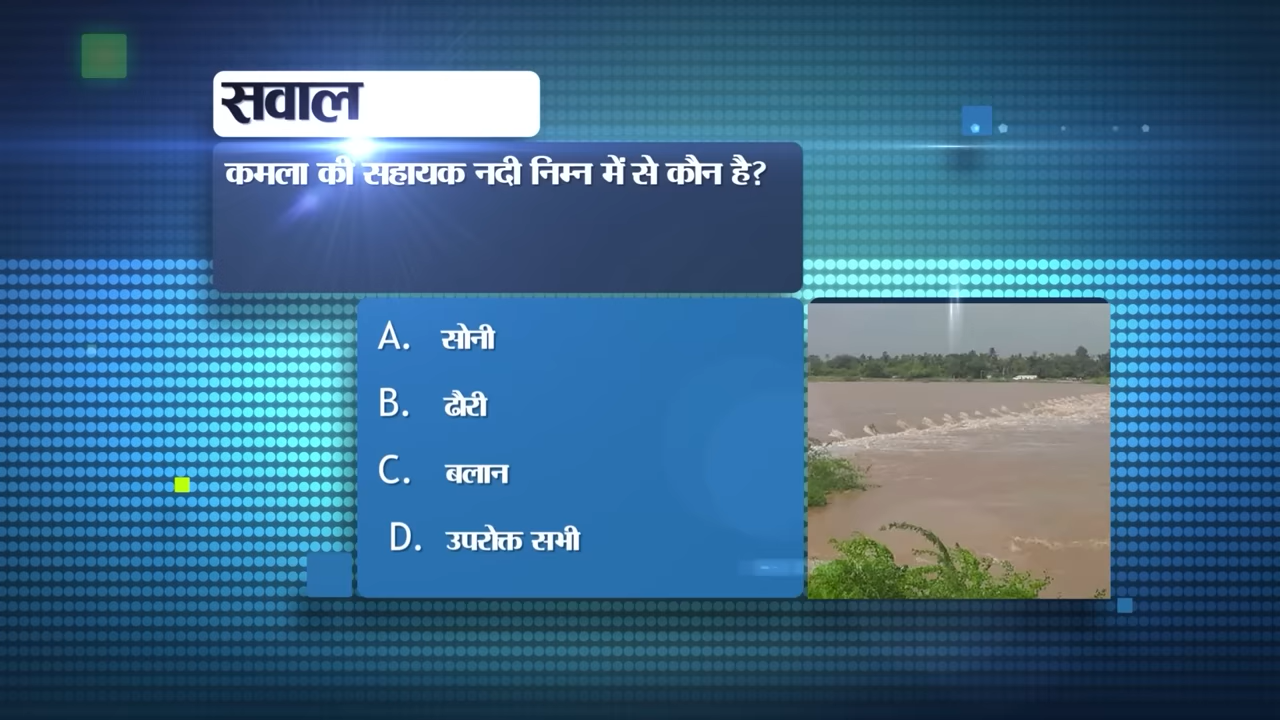 सवाल
कमला की सहायक नदी निम्न में से कौन है?
A. सोनी
B. ढौरी
C. बलान
D. उपरोक्त सभी